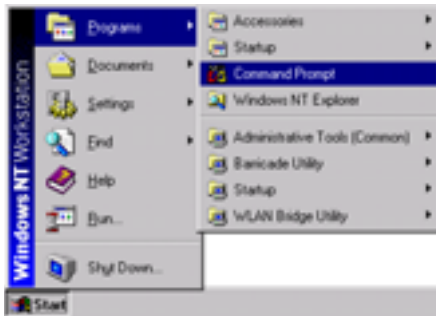 Programs
Documents
Settings
Find
Help
Run...
Shut Down...
Start
Windows NT Workstation
Accessories
Startup
Command Prompt
Windows NT Explorer
Administrative Tools (Common)
Barricade Utility
Startup
WLAN Bridge Utility